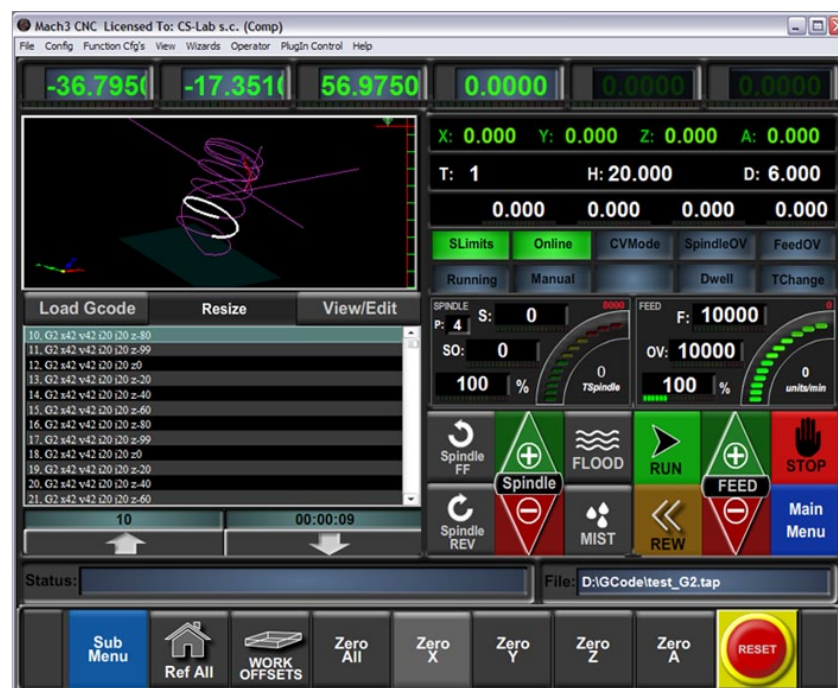 Mach3 CNC Licensed To: CS-Lab s.c. (Comp)
File Config Function Cfg's View Wizards Operator PlugIn Control Help
-36.7950 -17.3510 56.9750 0.0000 0.0000 0.0000
X: 0.000 Y: 0.000 Z: 0.000 A: 0.000
T: 1 H: 20.000 D: 6.000
0.000 0.000 0.000 0.000
SLimits Online CVMode SpindleOV FeedOV
Running Manual Dwell TChange
Load Gcode Resize View/Edit
10, G2 x42 y42 i20 j20 z-80
11, G2 x42 y42 i20 j20 z-99
12, G2 x42 y42 i20 j20 z0
13, G2 x42 y42 i20 j20 z-20
14, G2 x42 y42 i20 j20 z-40
15, G2 x42 y42 i20 j20 z-60
16, G2 x42 y42 i20 j20 z-80
17, G2 x42 y42 i20 j20 z-99
18, G2 x42 y42 i20 j20 z0
19, G2 x42 y42 i20 j20 z-20
20, G2 x42 y42 i20 j20 z-40
21, G2 x42 y42 i20 j20 z-60
10 00:00:09
SPINDLE
P: 4 S: 0 8000
SO: 0
100 % 0
TSpindle
FEED
F: 10000 0
OV: 10000
100 % 0
units/min
Spindle FF
Spindle REV
Spindle
FLOOD
MIST
RUN
REW
FEED
STOP
Main Menu
Status: File: D:\GCode\test_G2.tap
Sub Menu
Ref All
WORK OFFSETS
Zero All
Zero X
Zero Y
Zero Z
Zero A
RESET